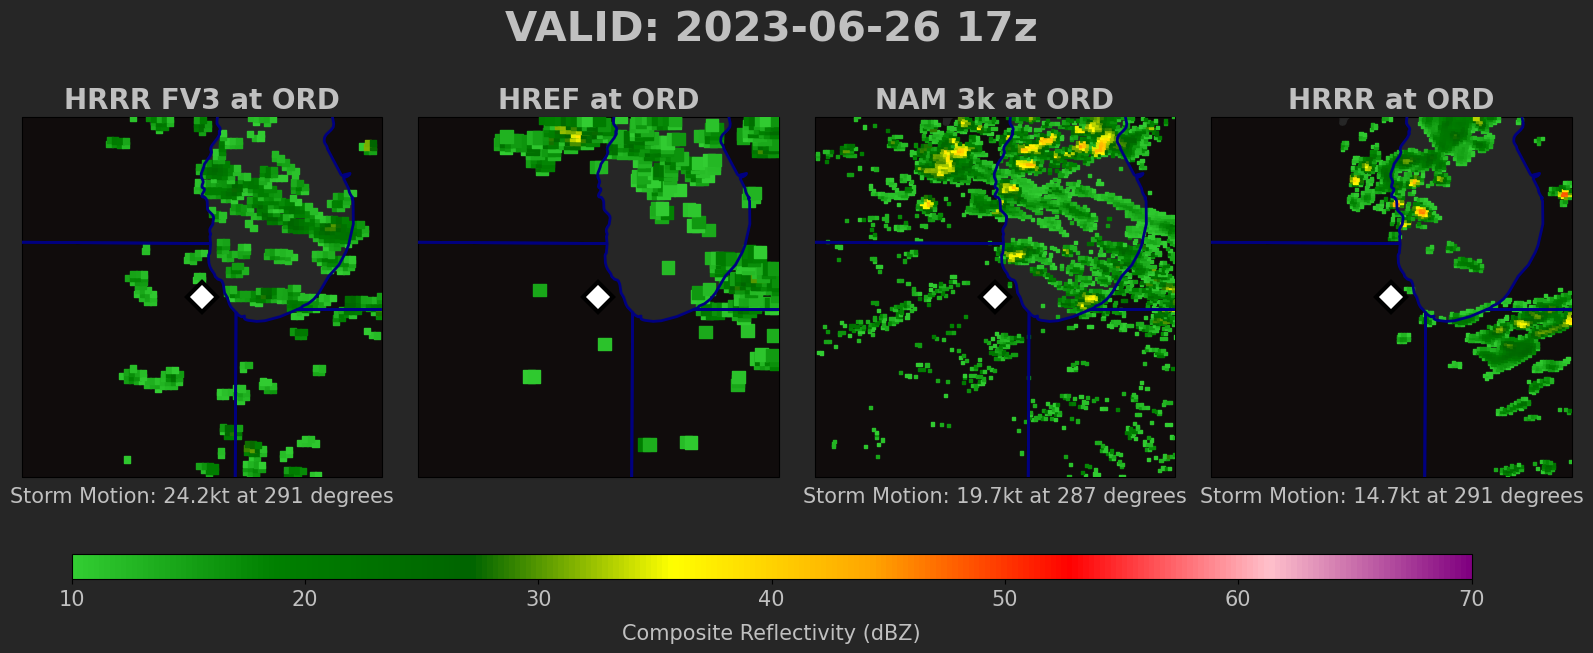 VALID: 2023-06-26 17z
HRRR FV3 at ORD
HREF at ORD
NAM 3k at ORD
HRRR at ORD
Storm Motion: 24.2kt at 291 degrees
Storm Motion: 19.7kt at 287 degrees
Storm Motion: 14.7kt at 291 degrees
10 20 30 40 50 60 70
Composite Reflectivity (dBZ)